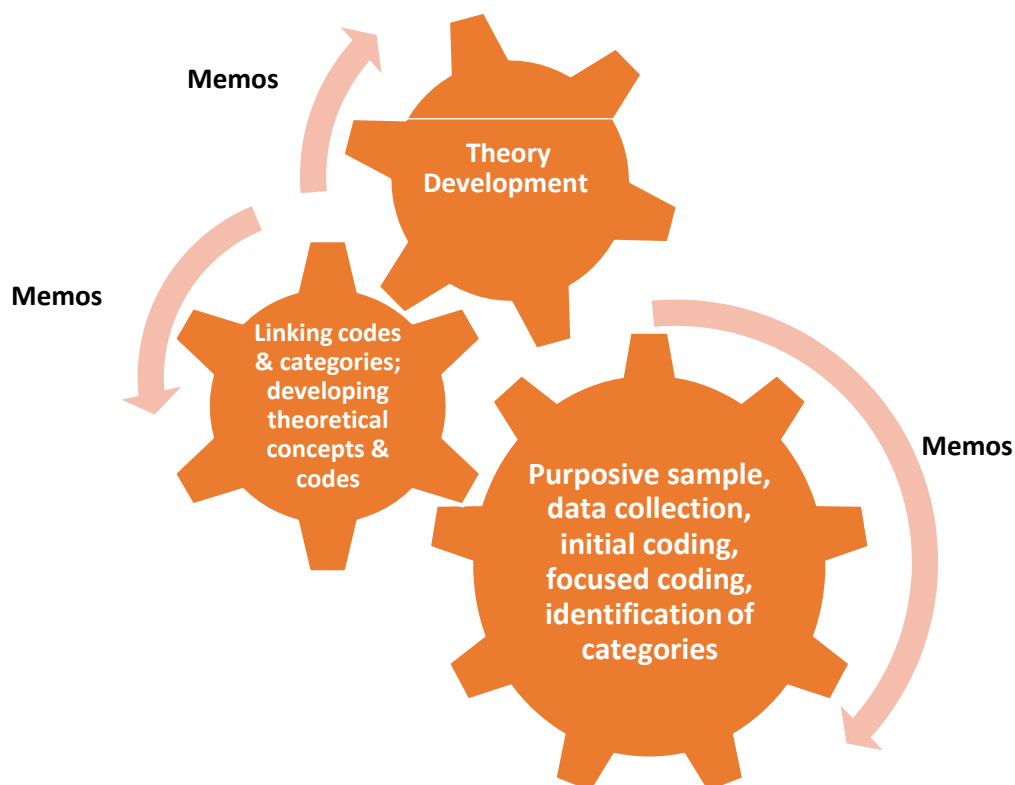 Memos
Theory
Development
Memos
Linking codes
& categories;
developing
theoretical
concepts &
codes
Memos
Purposive sample,
data collection,
initial coding,
focused coding,
identification of
categories